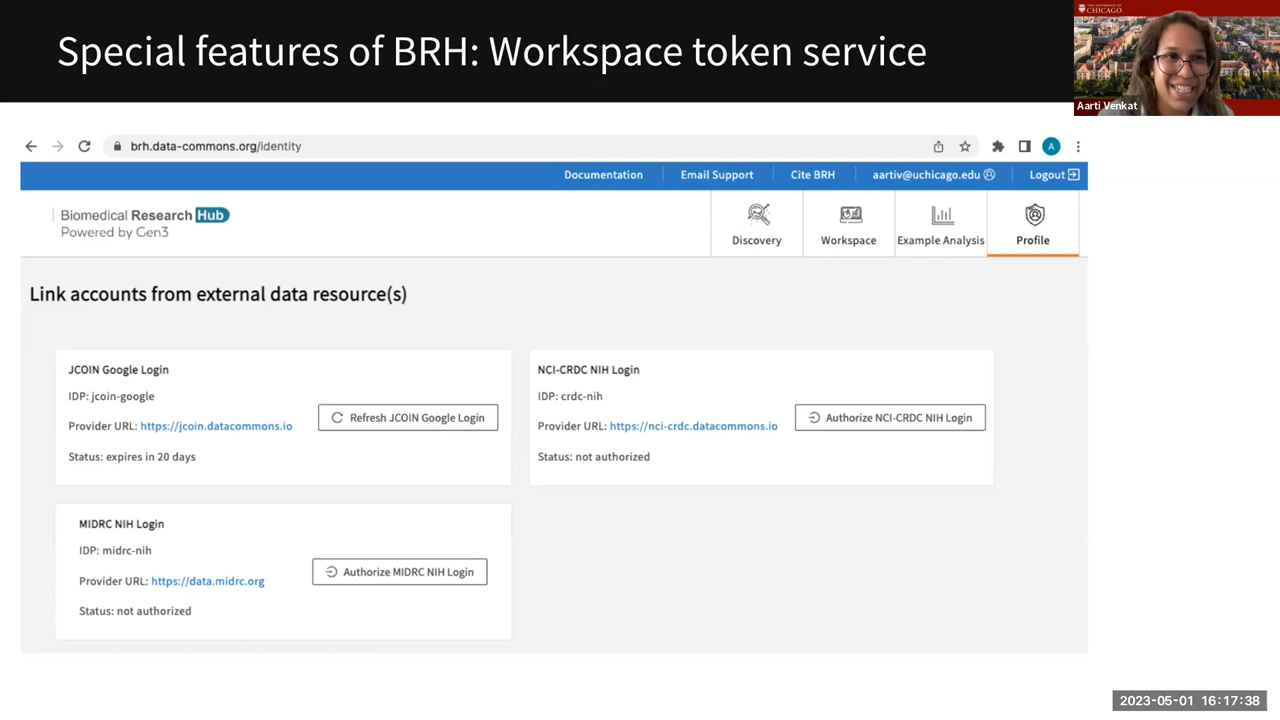 Special features of BRH: Workspace token service
THE UNIVERSITY OF
CHICAGO
Aarti Venkat
brh.data-commons.org/identity
A
Documentation
Email Support
Cite BRH
aartiv@uchicago.edu
Logout
Biomedical Research Hub
Powered by Gen3
Discovery
Workspace
Example Analysis
Profile
Link accounts from external data resource(s)
JCOIN Google Login
IDP: jcoin-google
Refresh JCOIN Google Login
Provider URL: https://jcoin.datacommons.io
Status: expires in 20 days
NCI-CRDC NIH Login
IDP: crdc-nih
Authorize NCI-CRDC NIH Login
Provider URL: https://nci-crdc.datacommons.io
Status: not authorized
MIDRC NIH Login
IDP: midrc-nih
Authorize MIDRC NIH Login
Provider URL: https://data.midrc.org
Status: not authorized
2023-05-01 16:17:38